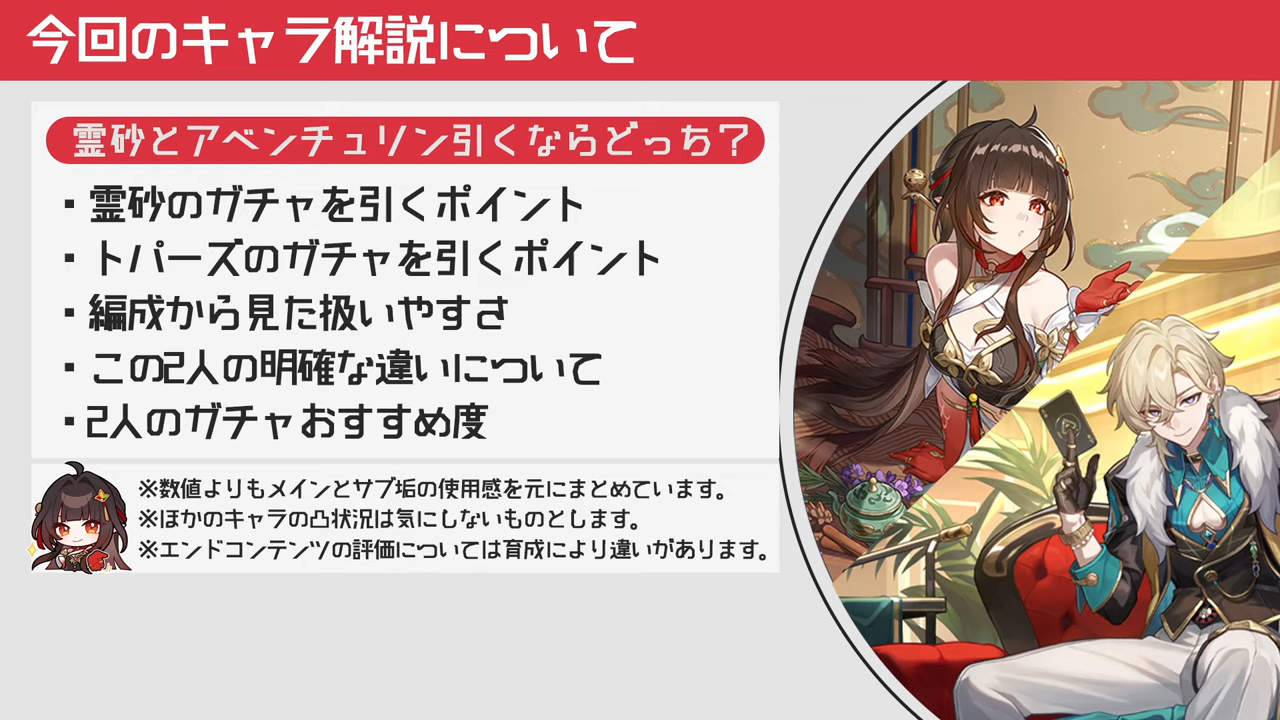 今回のキャラ解説について
霊砂とアベンチュリン引くならどっち？
・霊砂のガチャを引くポイント
・トパーズのガチャを引くポイント
・編成から見た扱いやすさ
・この2人の明確な違いについて
・2人のガチャおすすめ度
※数値よりもメインとサブ垢の使用感を元にまとめています。
※ほかのキャラの凸状況は気にしないものとします。
※エンドコンテンツの評価については育成により違いがあります。